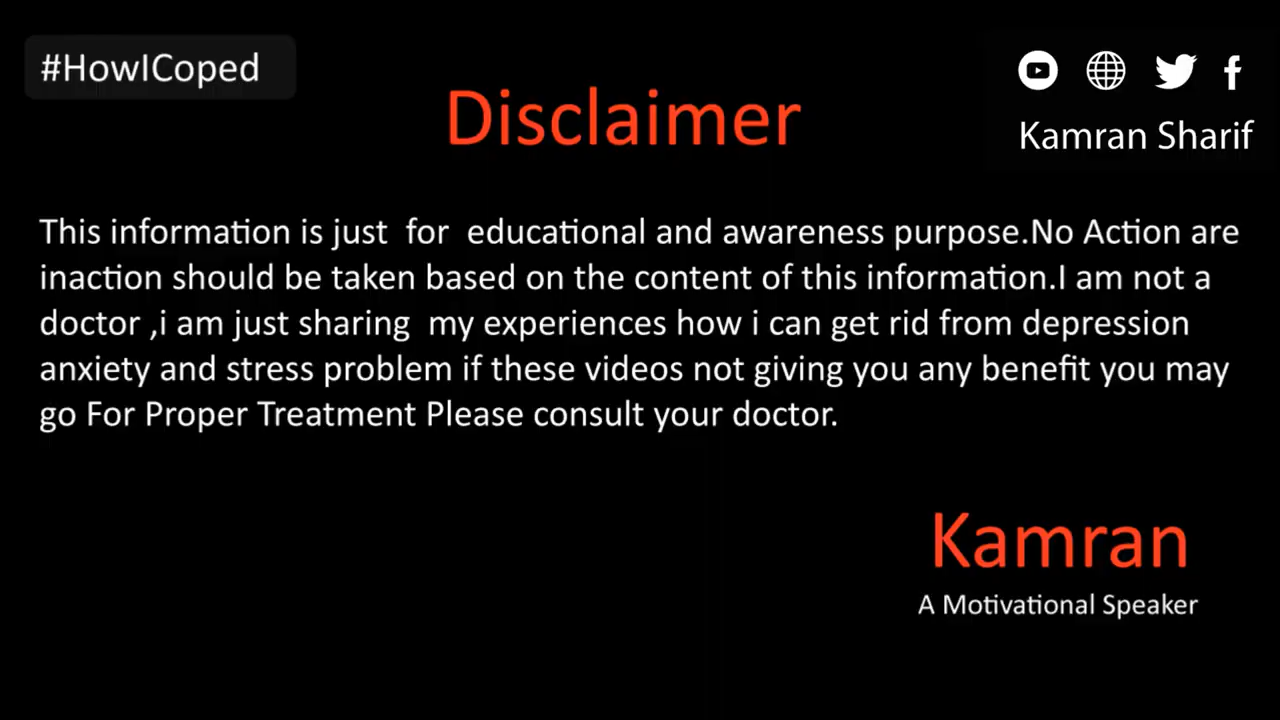 #HowICoped
Kamran Sharif
Disclaimer
This information is just  for  educational and awareness purpose.No Action are
inaction should be taken based on the content of this information.I am not a
doctor ,i am just sharing  my experiences how i can get rid from depression
anxiety and stress problem if these videos not giving you any benefit you may
go For Proper Treatment Please consult your doctor.
Kamran
A Motivational Speaker